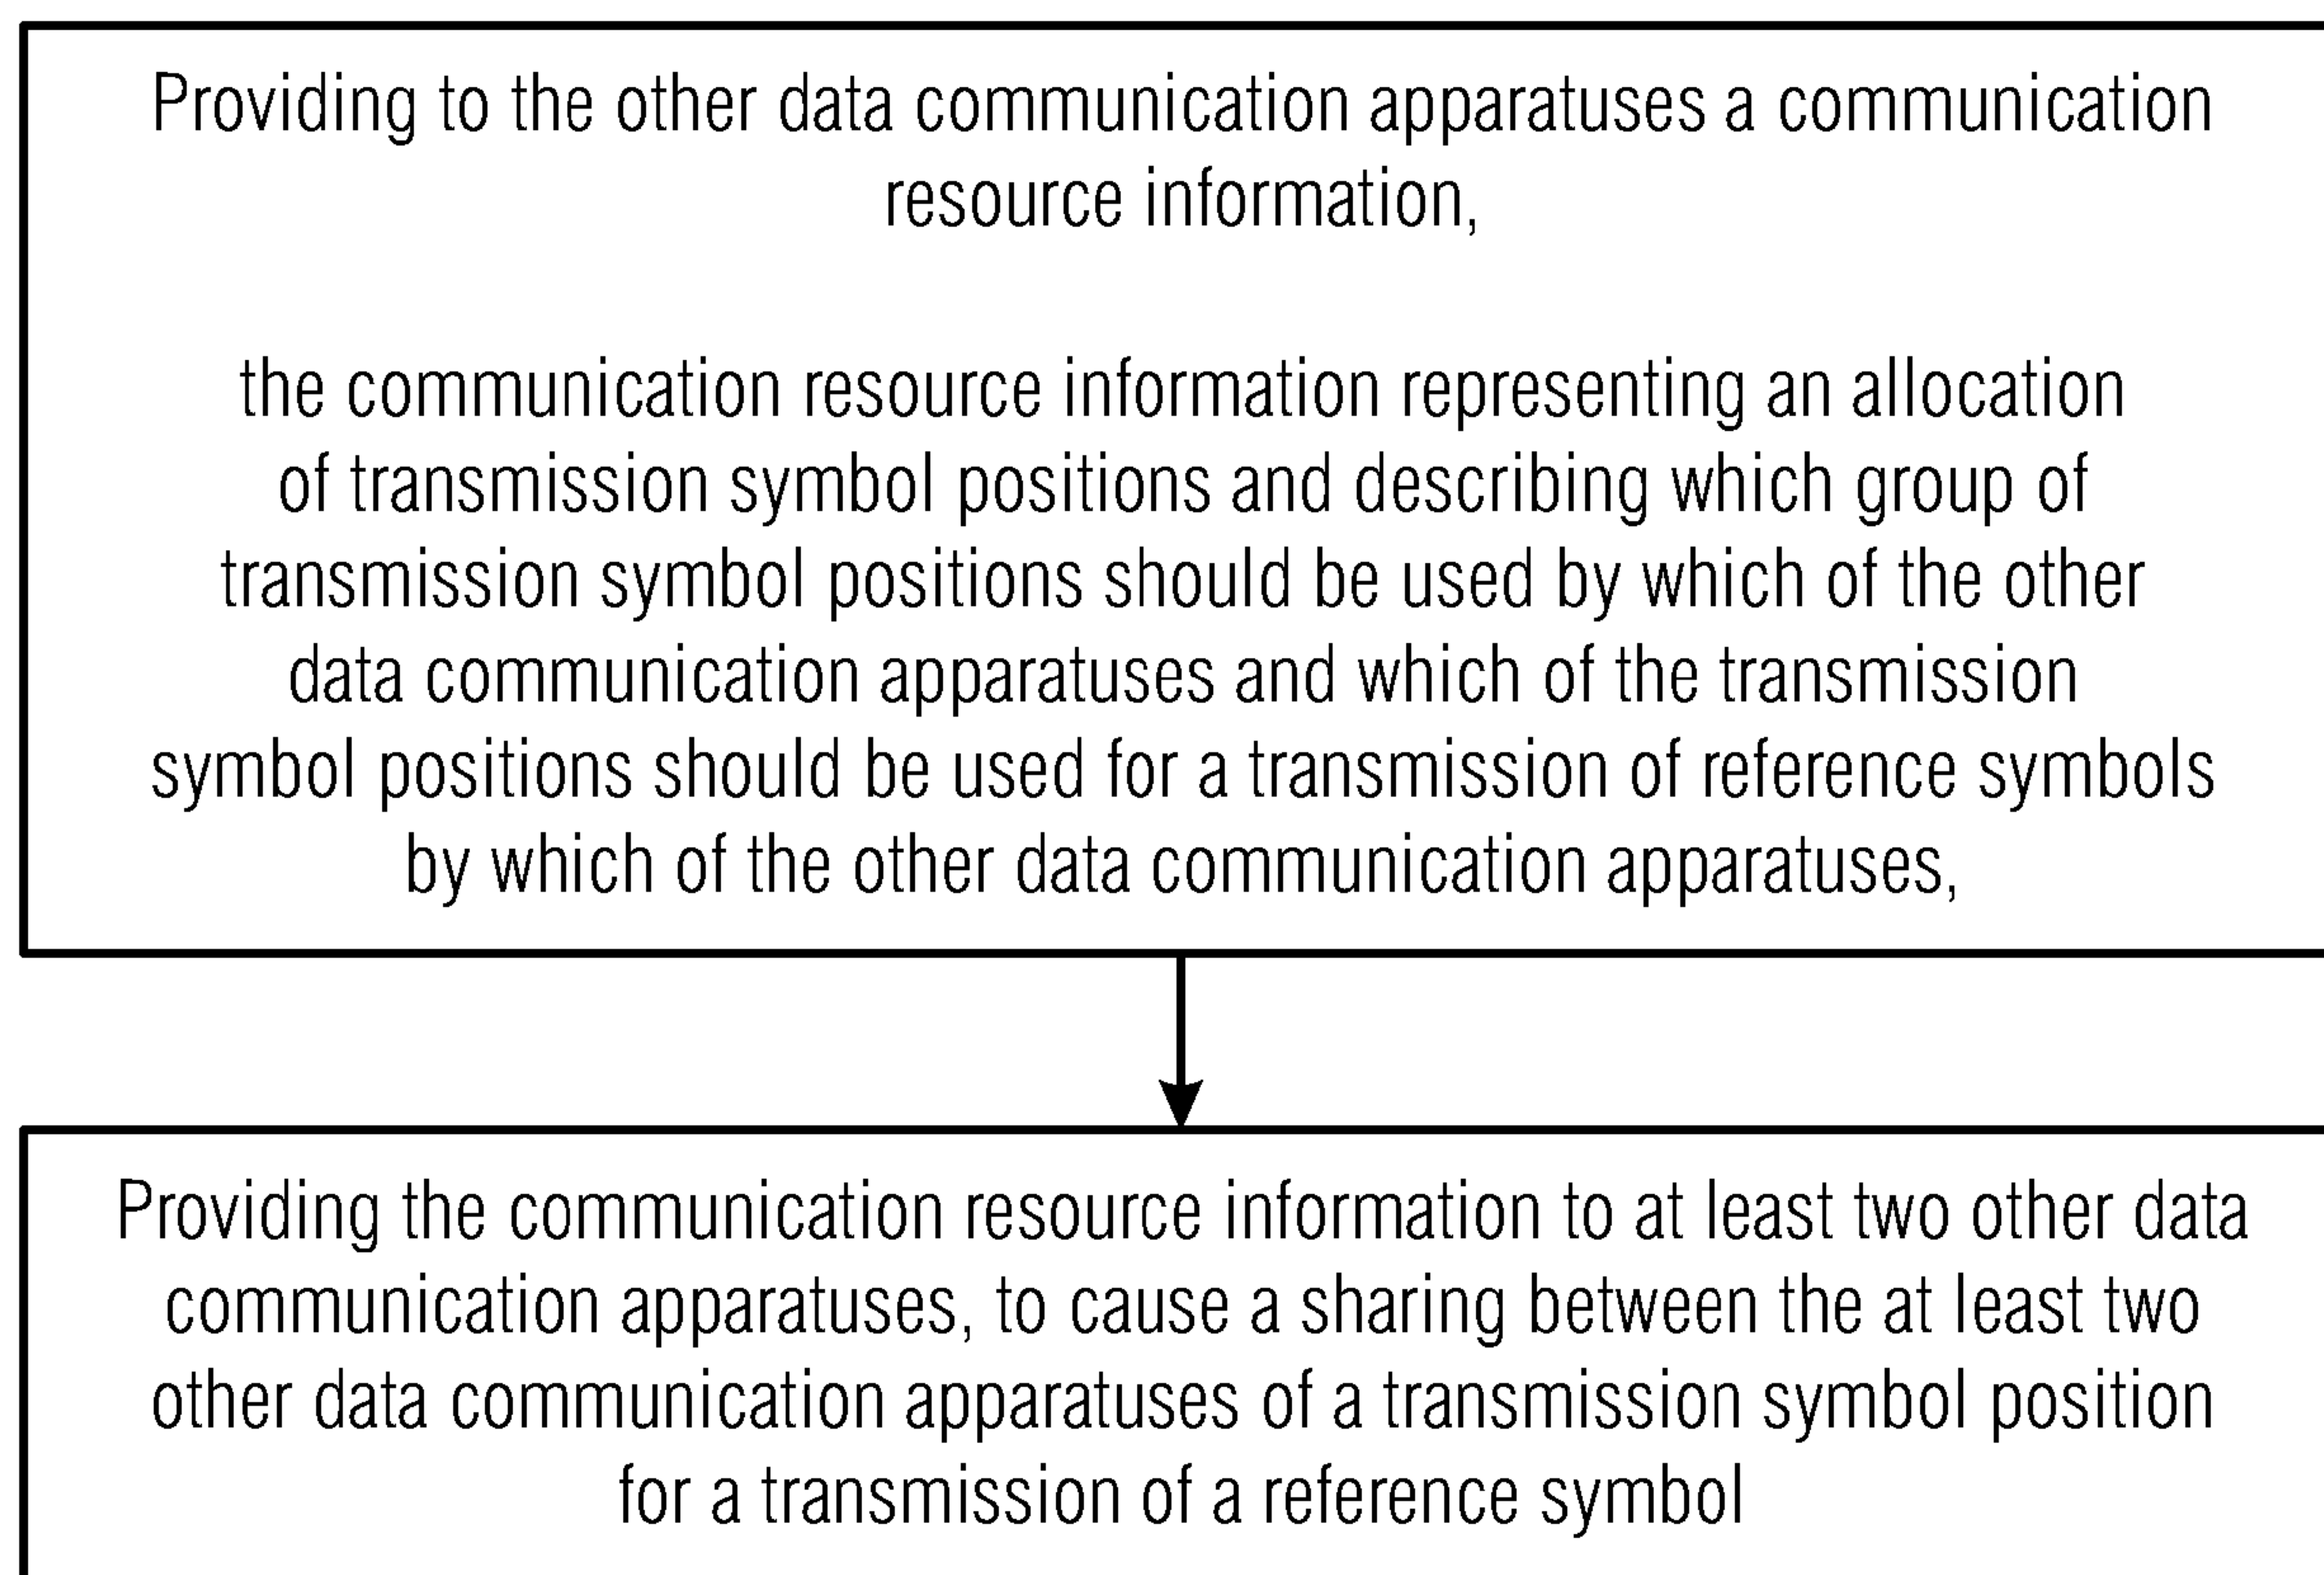 Providing to the other data communication apparatuses a communication
resource information,
the communication resource information representing an allocation
of transmission symbol positions and describing which group of
transmission symbol positions should be used by which of the other
data communication apparatuses and which of the transmission
symbol positions should be used for a transmission of reference symbols
by which of the other data communication apparatuses,
Providing the communication resource information to at least two other data
communication apparatuses, to cause a sharing between the at least two
other data communication apparatuses of a transmission symbol position
for a transmission of a reference symbol